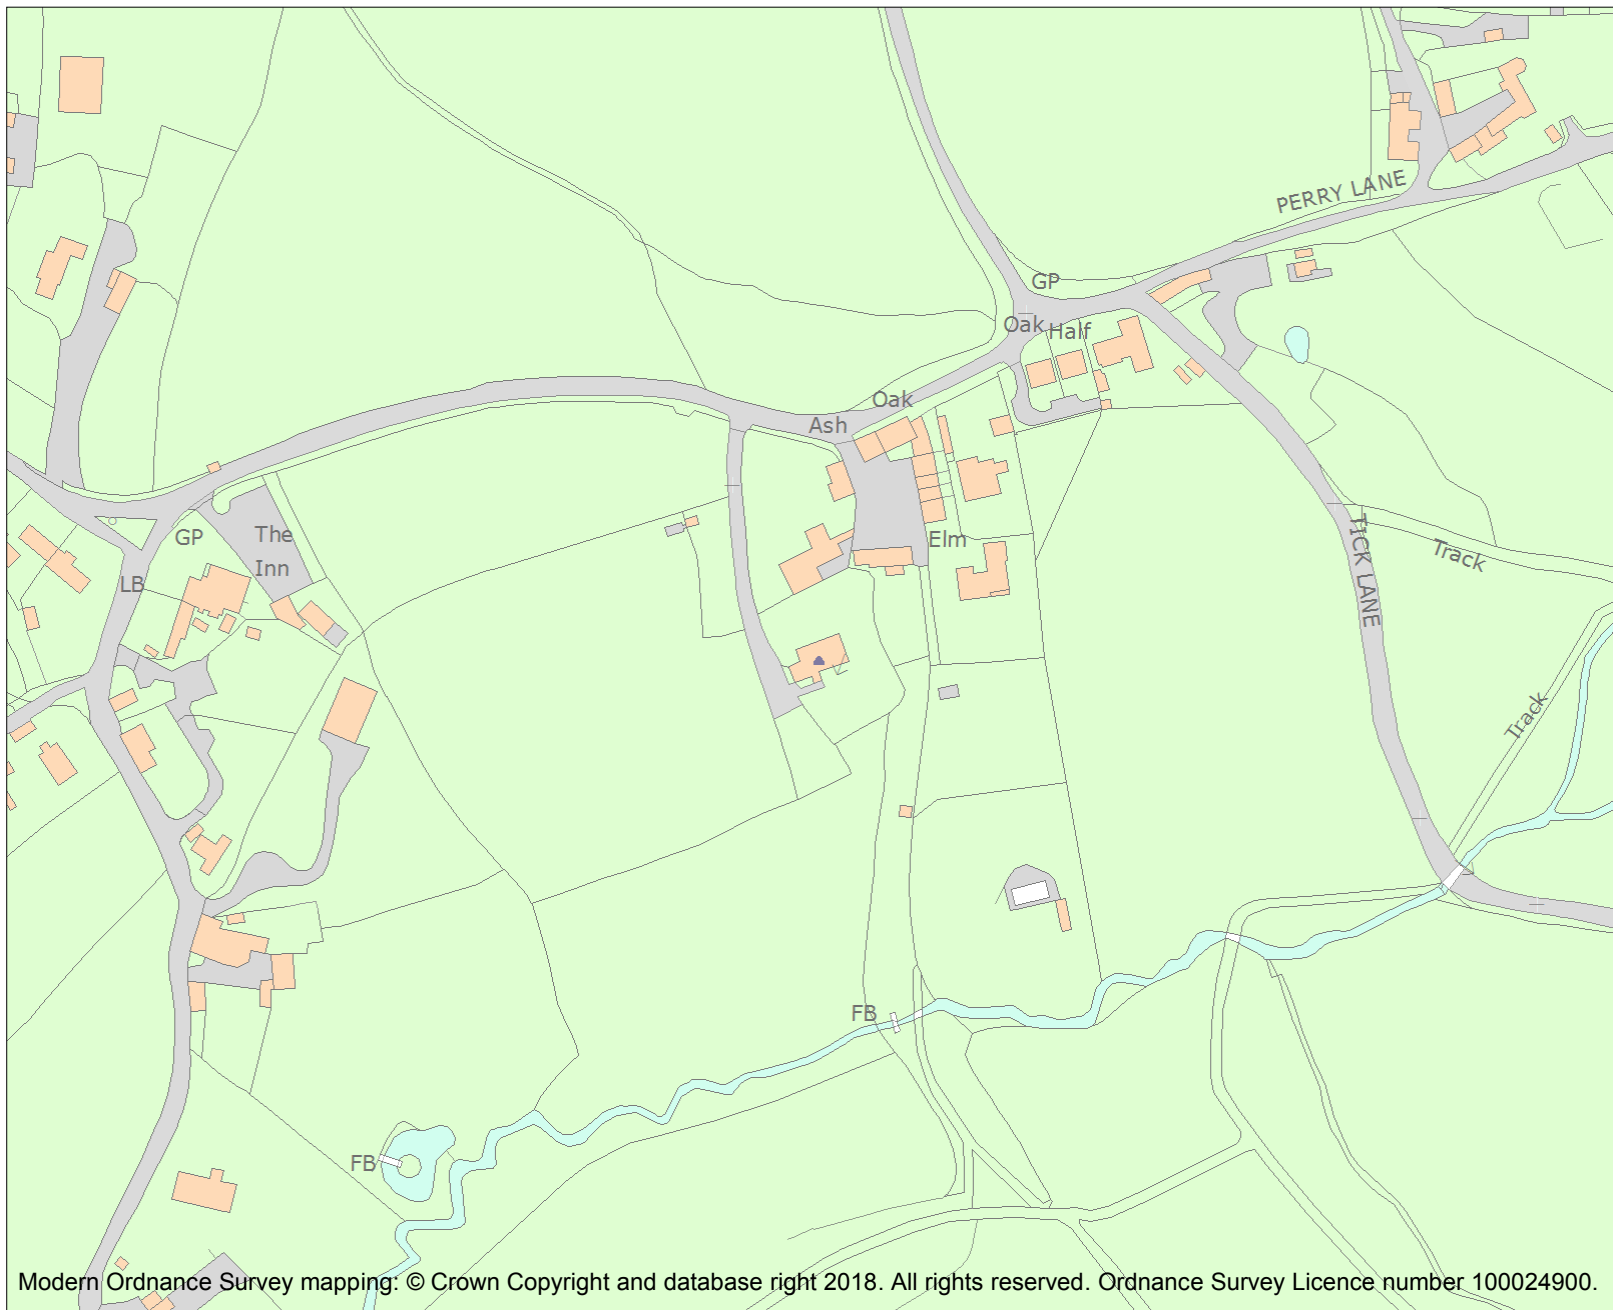 PERRY LANE
GP
Oak Half
Oak
Ash
GP
The
Inn
Elm
TICK LANE
Track
LB
Track
FB
FB
Modern Ordnance Survey mapping: © Crown Copyright and database right 2018. All rights reserved. Ordnance Survey Licence number 100024900.